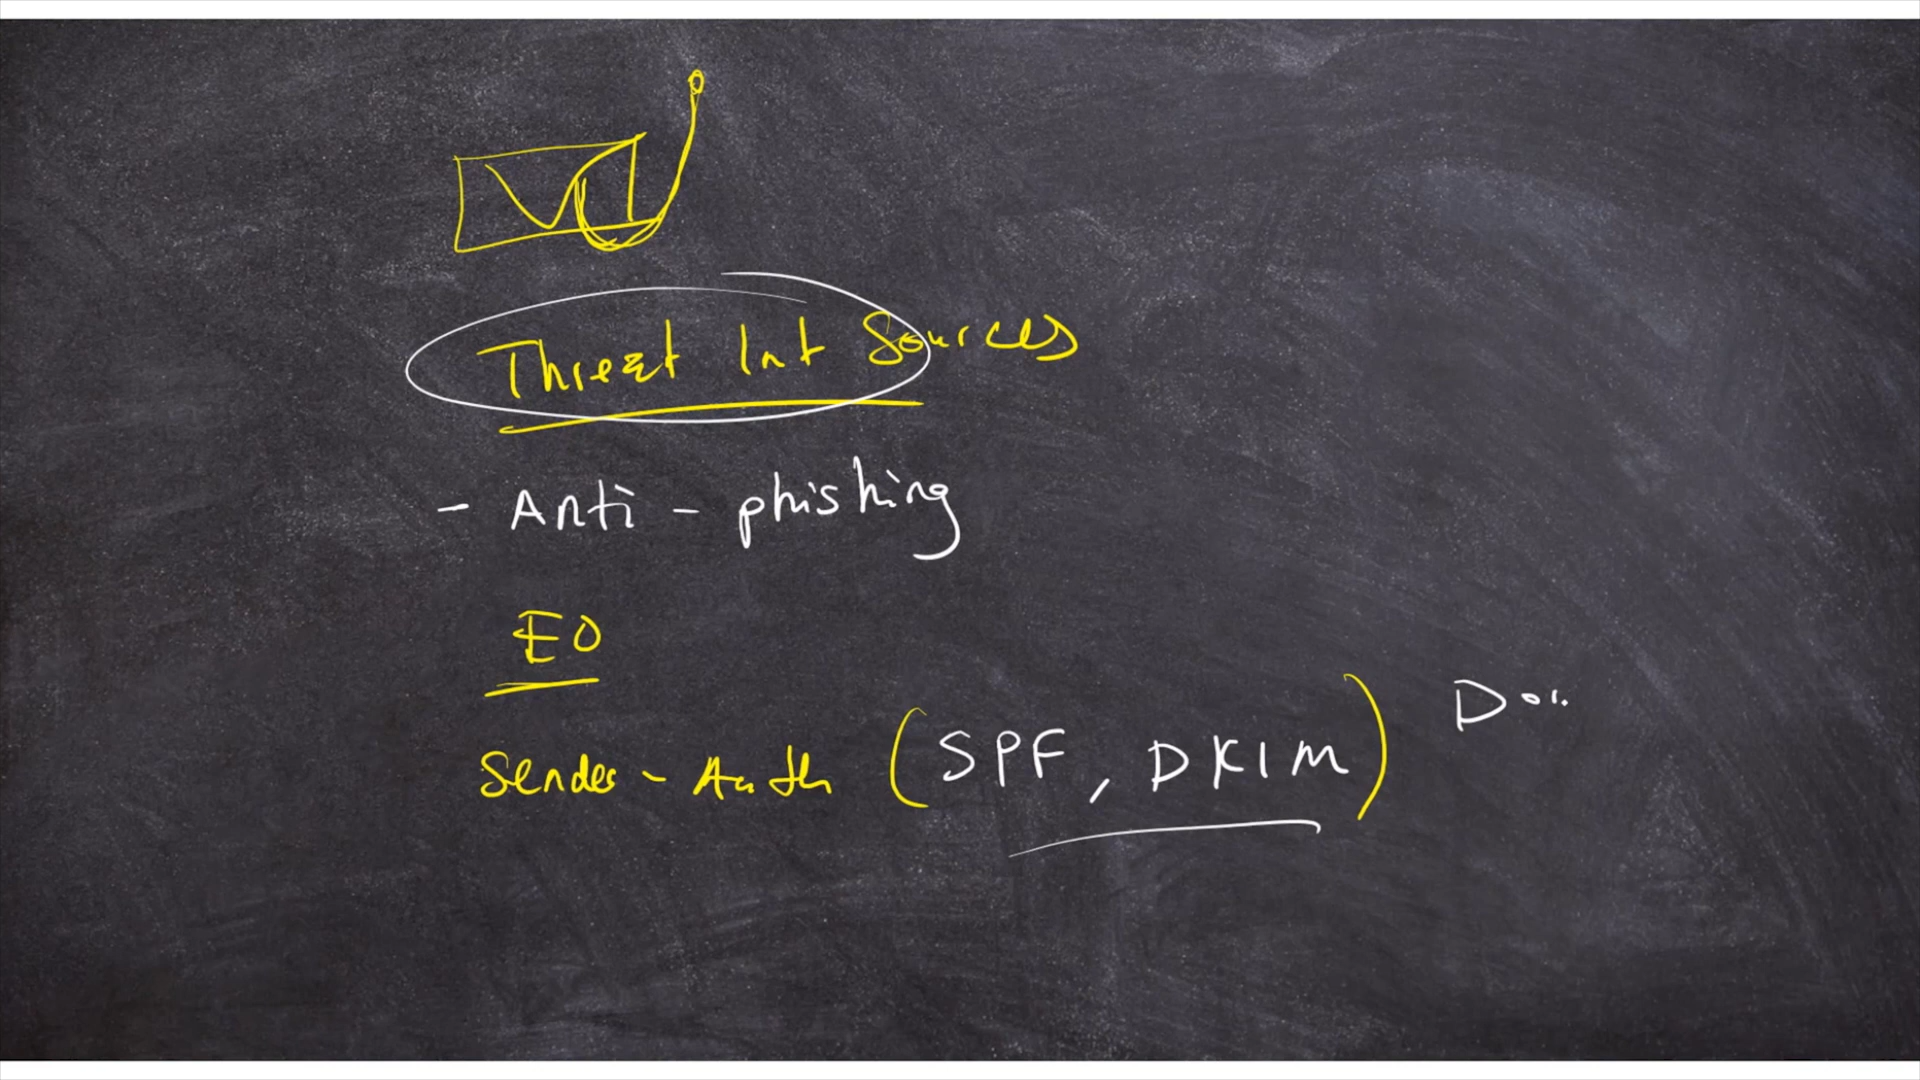 Threat Int Sources
- Anti - phishing
EO
Sender - Auth (SPF, DKIM)